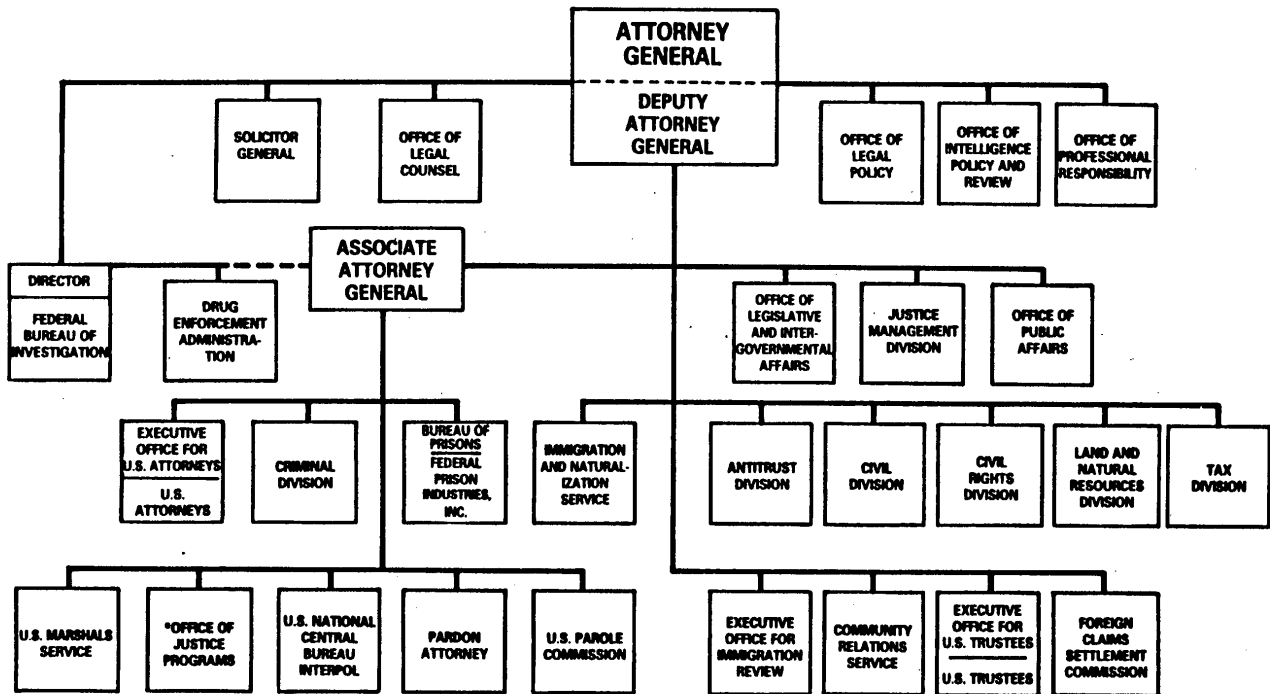 ATTORNEY
GENERAL
DEPUTY
ATTORNEY
GENERAL
SOLICITOR
GENERAL
OFFICE OF
LEGAL
COUNSEL
OFFICE OF
LEGAL
POLICY
OFFICE OF
INTELLIGENCE
POLICY AND
REVIEW
OFFICE OF
PROFESSIONAL
RESPONSIBILITY
ASSOCIATE
ATTORNEY
GENERAL
DIRECTOR
FEDERAL
BUREAU OF
INVESTIGATION
DRUG
ENFORCEMENT
ADMINISTRA-
TION
OFFICE OF
LEGISLATIVE
AND INTER-
GOVERNMENTAL
AFFAIRS
JUSTICE
MANAGEMENT
DIVISION
OFFICE OF
PUBLIC
AFFAIRS
EXECUTIVE
OFFICE FOR
U.S. ATTORNEYS
U.S.
ATTORNEYS
CRIMINAL
DIVISION
BUREAU OF
PRISONS
FEDERAL
PRISON
INDUSTRIES,
INC.
IMMIGRATION
AND NATURAL-
IZATION
SERVICE
ANTITRUST
DIVISION
CIVIL
DIVISION
CIVIL
RIGHTS
DIVISION
LAND AND
NATURAL
RESOURCES
DIVISION
TAX
DIVISION
U.S. MARSHALS
SERVICE
*OFFICE OF
JUSTICE
PROGRAMS
U.S. NATIONAL
CENTRAL
BUREAU
INTERPOL
PARDON
ATTORNEY
U.S. PAROLE
COMMISSION
EXECUTIVE
OFFICE FOR
IMMIGRATION
REVIEW
COMMUNITY
RELATIONS
SERVICE
EXECUTIVE
OFFICE FOR
U.S. TRUSTEES
U.S. TRUSTEES
FOREIGN
CLAIMS
SETTLEMENT
COMMISSION